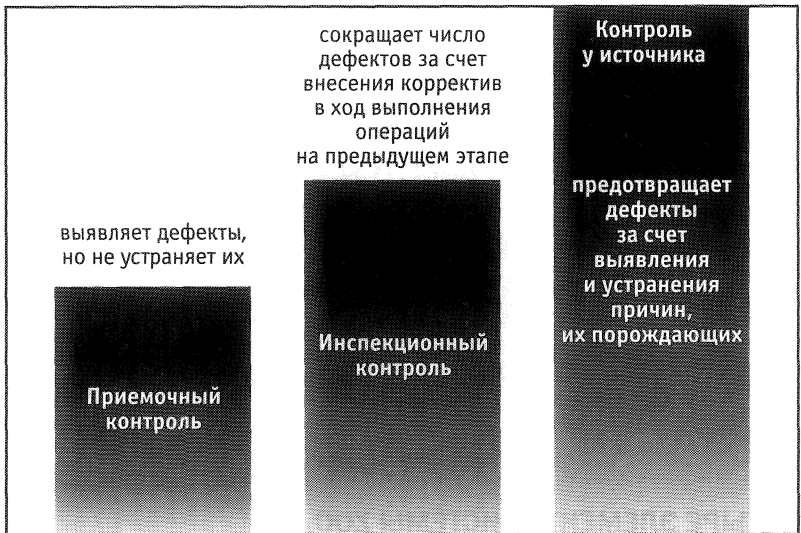 выявляет дефекты,
но не устраняет их
Приемочный
контроль
сокращает число
дефектов за счет
внесения корректив
в ход выполнения
операций
на предыдущем этапе
Инспекционный
контроль
Контроль
у источника
предотвращает
дефекты
за счет
выявления
и устранения
причин,
их порождающих